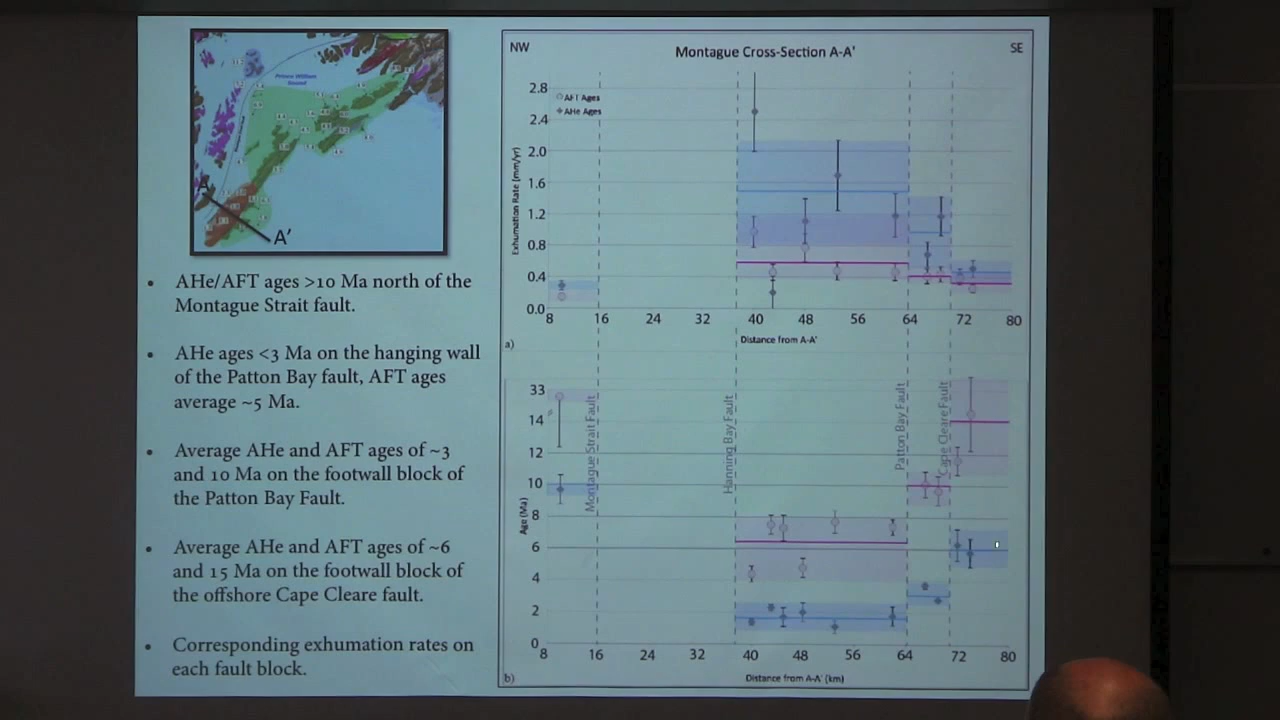 Prince William
Sound
A
A'
AHe/AFT ages >10 Ma north of the
Montague Strait fault.
AHe ages <3 Ma on the hanging wall
of the Patton Bay fault, AFT ages
average ~5 Ma.
Average AHe and AFT ages of ~3
and 10 Ma on the footwall block of
the Patton Bay Fault.
Average AHe and AFT ages of ~6
and 15 Ma on the footwall block of
the offshore Cape Cleare fault.
Corresponding exhumation rates on
each fault block.
NW
Montague Cross-Section A-A'
SE
AFT Ages
AHe Ages
Exhumation Rate (mm/yr)
2.8
2.4
2.0
1.6
1.2
0.8
0.4
0.0
8 16 24 32 40 48 56 64 72 80
Distance from A-A'
a)
Age (Ma)
33
14
12
10
8
6
4
2
0
Montague Strait Fault
Hanning Bay Fault
Patton Bay Fault
Cape Cleare Fault
8 16 24 32 40 48 56 64 72 80
Distance from A-A' (km)
b)